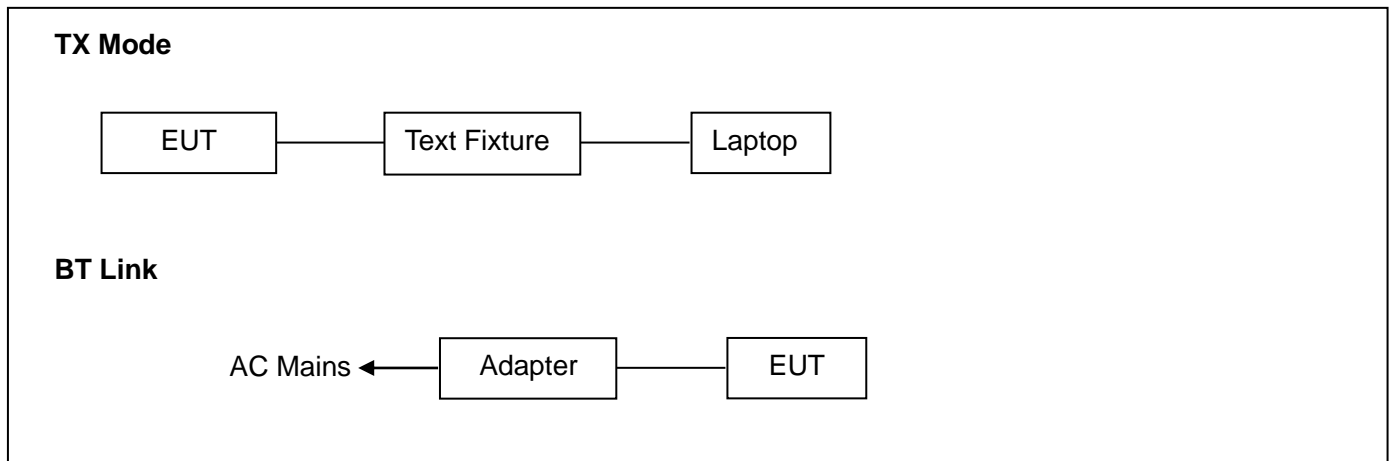 TX Mode
EUT Text Fixture Laptop
BT Link
AC Mains Adapter EUT